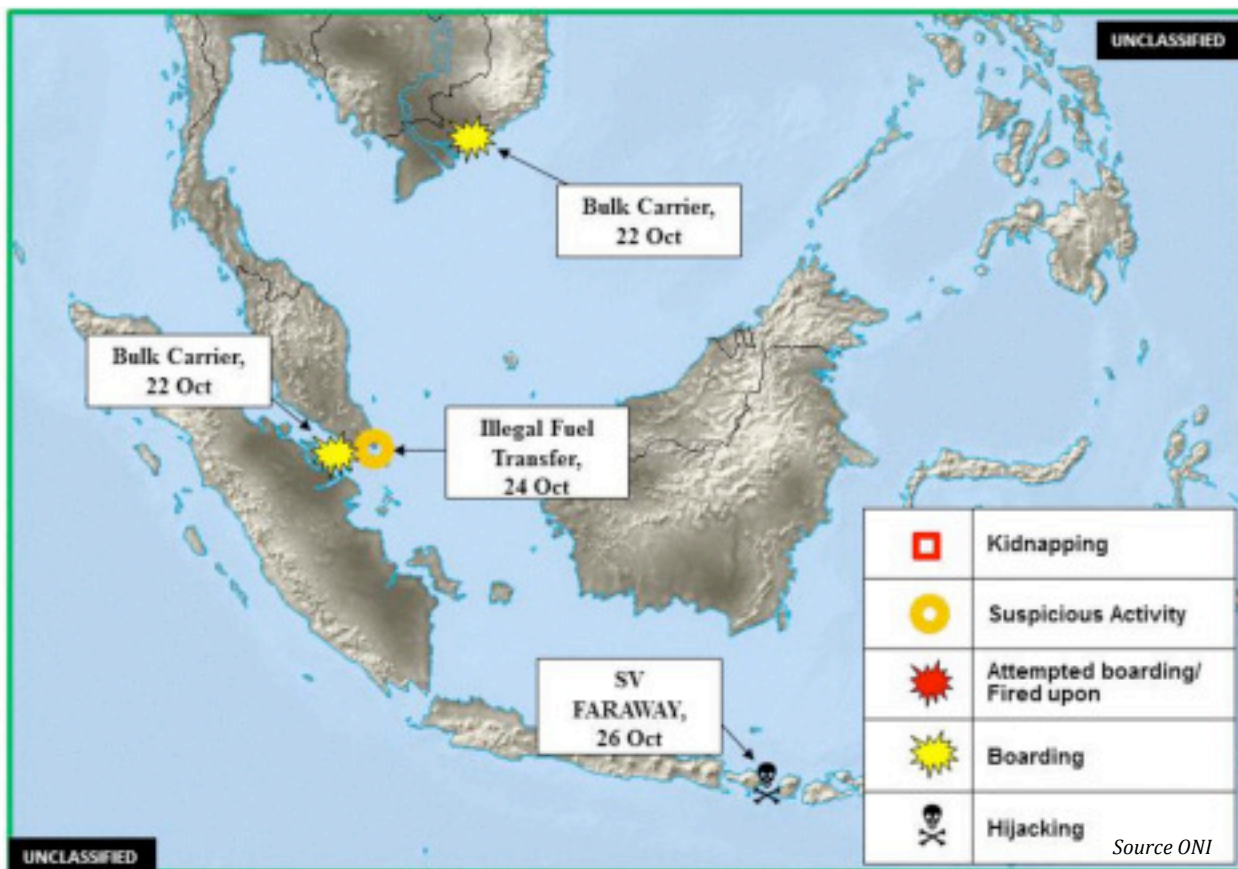 UNCLASSIFIED
Bulk Carrier,
22 Oct
Bulk Carrier,
22 Oct
Illegal Fuel
Transfer,
24 Oct
SV
FARAWAY,
26 Oct
Kidnapping
Suspicious Activity
Attempted boarding/
Fired upon
Boarding
Hijacking
Source ONI
UNCLASSIFIED